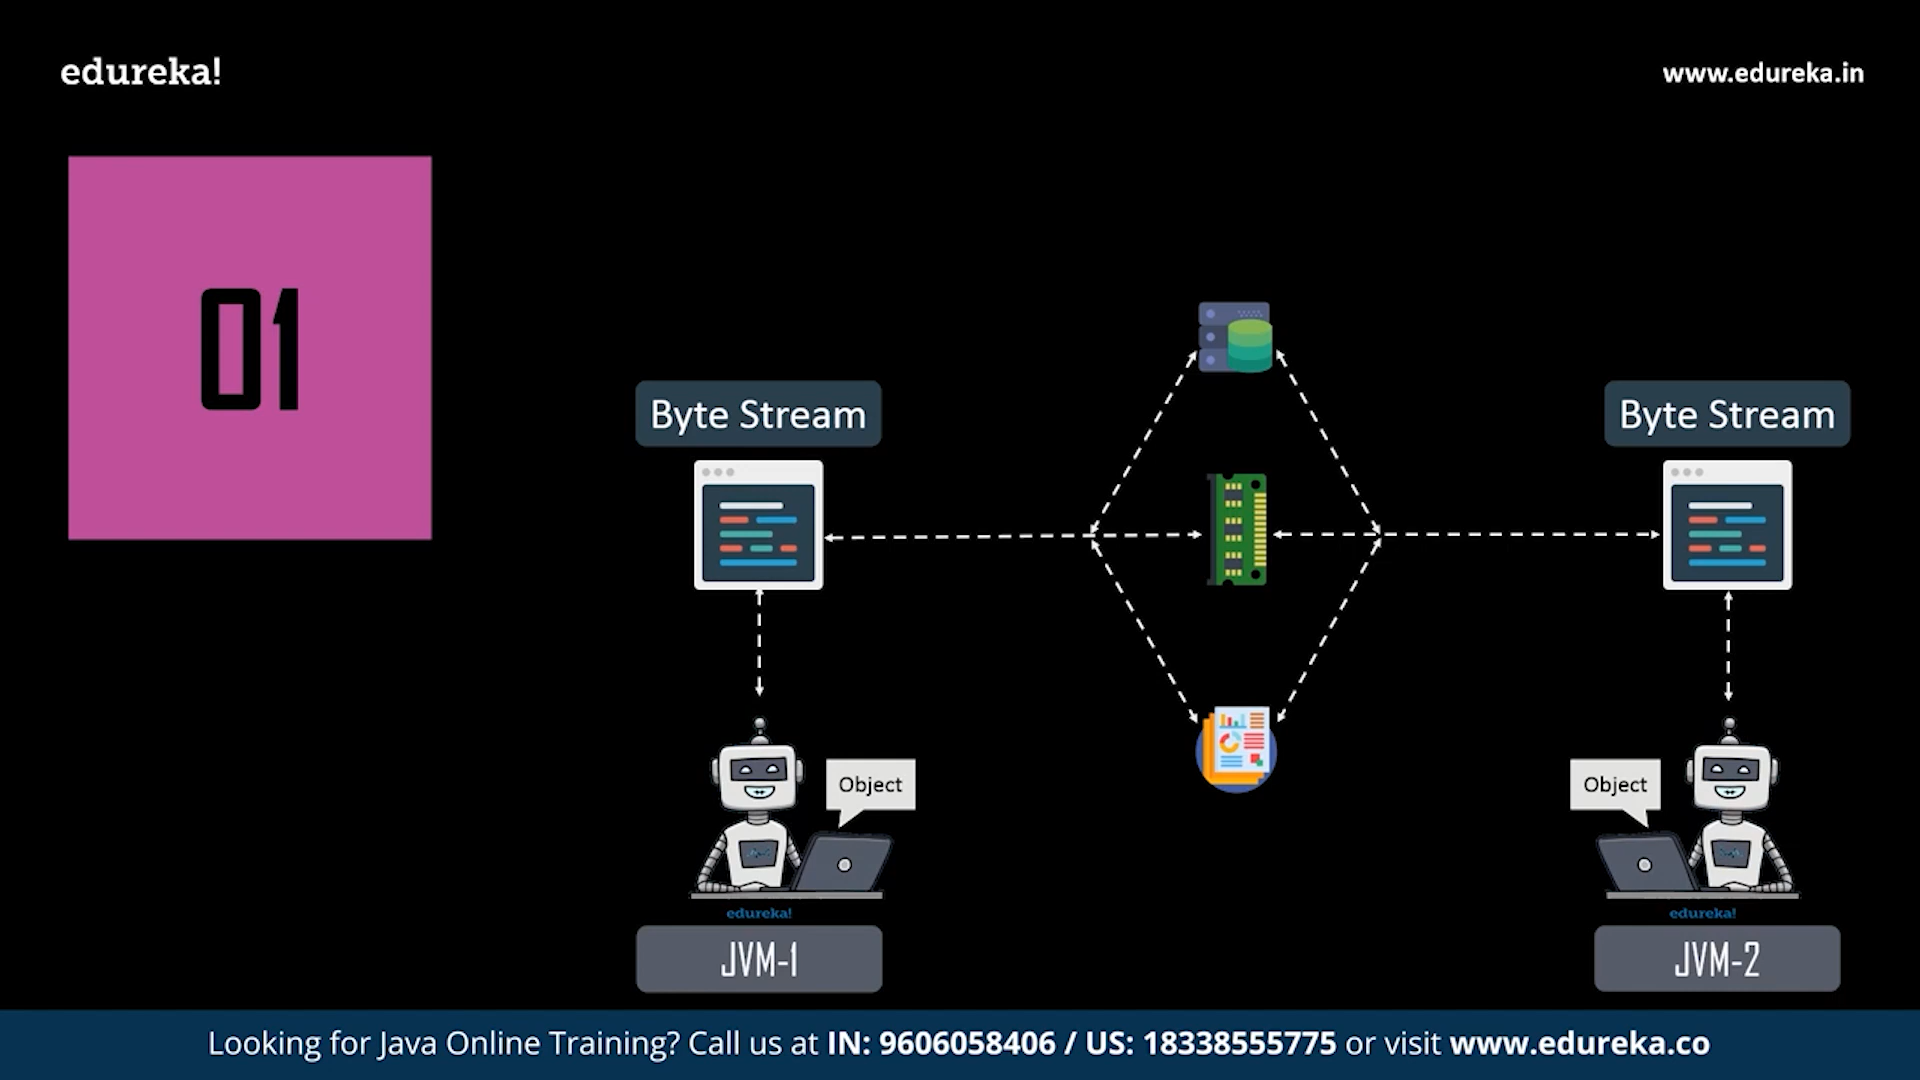 edureka!
www.edureka.in
01
Byte Stream
Byte Stream
Object
Object
edureka!
edureka!
JVM-1
JVM-2
Looking for Java Online Training? Call us at IN: 9606058406 / US: 18338555775 or visit www.edureka.co